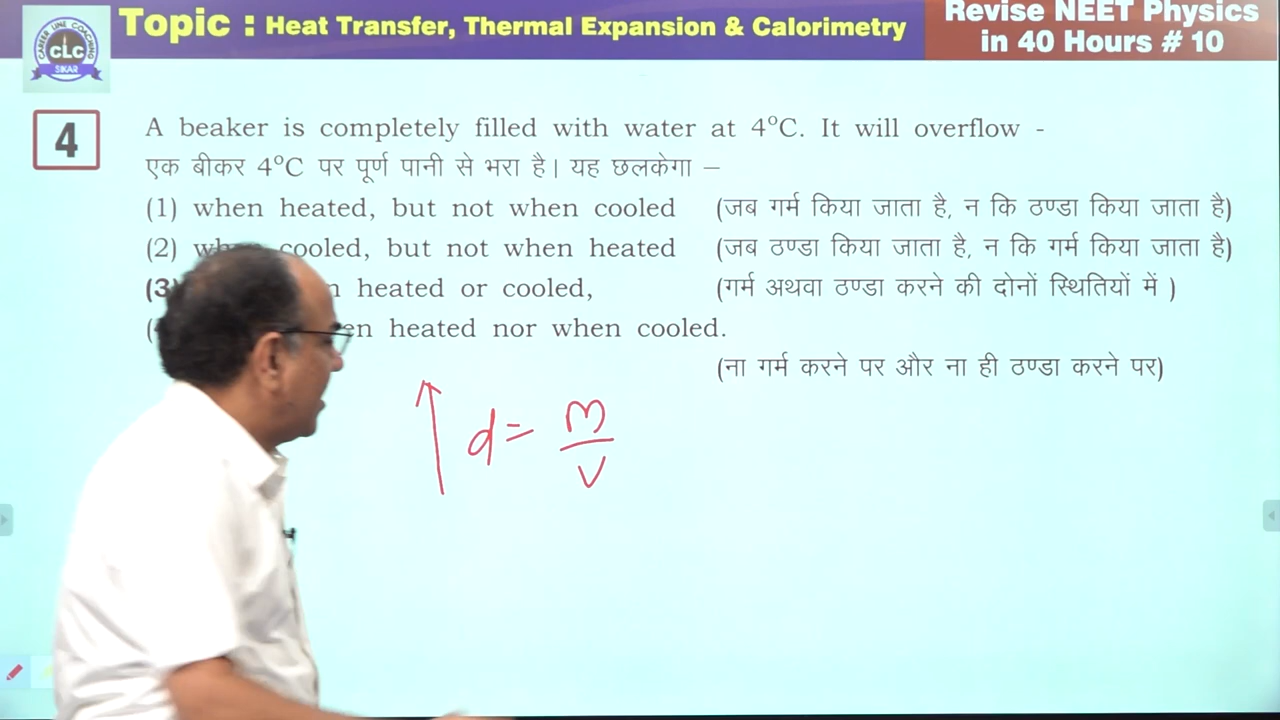 CAREER LINE COACHING
CLC
SIKAR
Topic : Heat Transfer, Thermal Expansion & Calorimetry
Revise NEET Physics
in 40 Hours # 10
4
A beaker is completely filled with water at 4°C. It will overflow -
एक बीकर 4°C पर पूर्ण पानी से भरा है। यह छलकेगा –
(1) when heated, but not when cooled (जब गर्म किया जाता है, न कि ठण्डा किया जाता है)
(2) cooled, but not when heated (जब ठण्डा किया जाता है, न कि गर्म किया जाता है)
(3 heated or cooled, (गर्म अथवा ठण्डा करने की दोनों स्थितियों में )
heated nor when cooled.
(ना गर्म करने पर और ना ही ठण्डा करने पर)
d = m
v